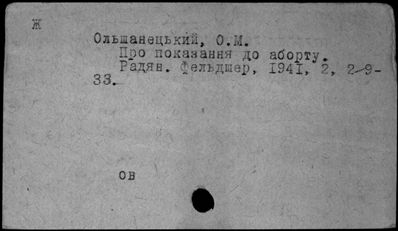 Ж
Ольшанецький, О.М.
Про показання до аборту.
Радян. Фельдшер, 1941, 2, 2-9-
33.
ов